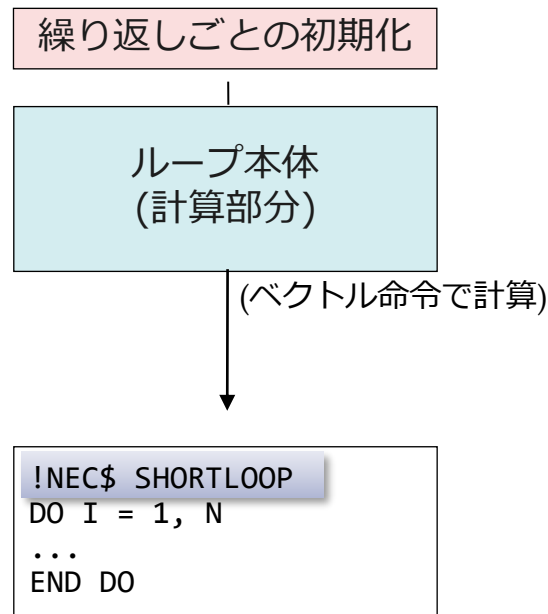 繰り返しごとの初期化
ループ本体
(計算部分)
(ベクトル命令で計算)
!NEC$ SHORTLOOP
DO I = 1, N
...
END DO